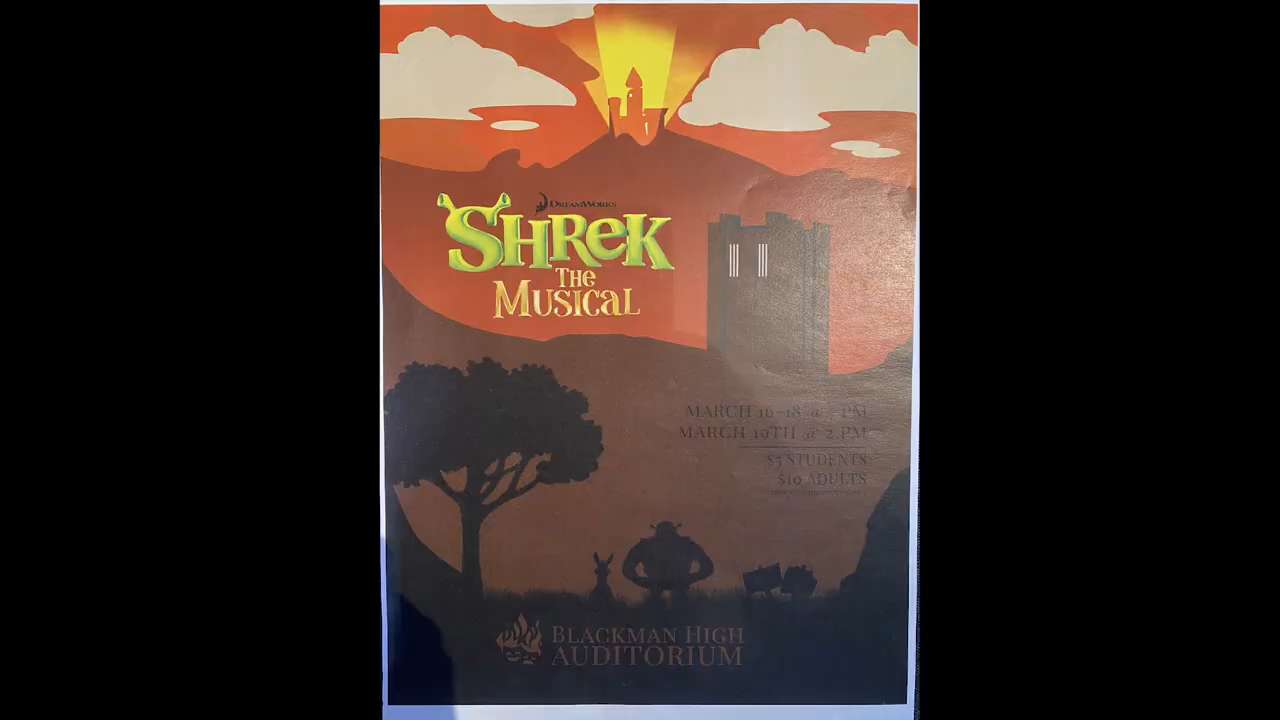 DREAMWORKS
SHREK
THE
MUSICAL
MARCH 16-18 @ PM
MARCH 19TH @ 2 PM
$5 STUDENTS
$10 ADULTS
BLACKMAN HIGH
AUDITORIUM